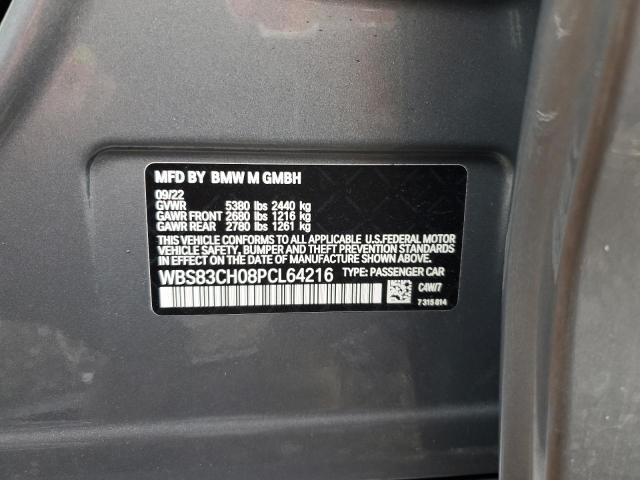 MFD BY BMW M GMBH
09/22
GVWR 5380 lbs 2440 kg
GAWR FRONT 2680 lbs 1216 kg
GAWR REAR 2780 lbs 1261 kg
THIS VEHICLE CONFORMS TO ALL APPLICABLE U.S.FEDERAL MOTOR
VEHICLE SAFETY, BUMPER, AND THEFT PREVENTION STANDARDS
IN EFFECT ON THE DATE OF MANUFACTURE SHOWN ABOVE.
WBS83CH08PCL64216 TYPE: PASSENGER CAR
C4W/7
7 315 814